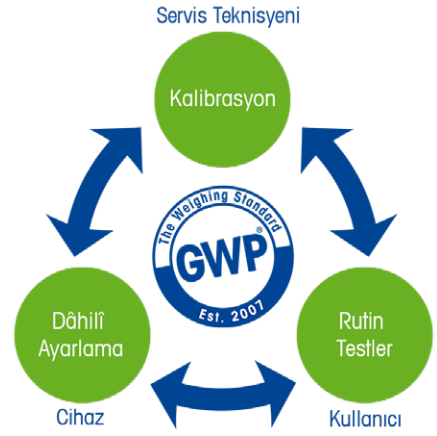 Servis Teknisyeni
Kalibrasyon
The Weighing Standard
GWP®
Est. 2007
Dâhilî
Ayarlama
Cihaz
Rutin
Testler
Kullanıcı